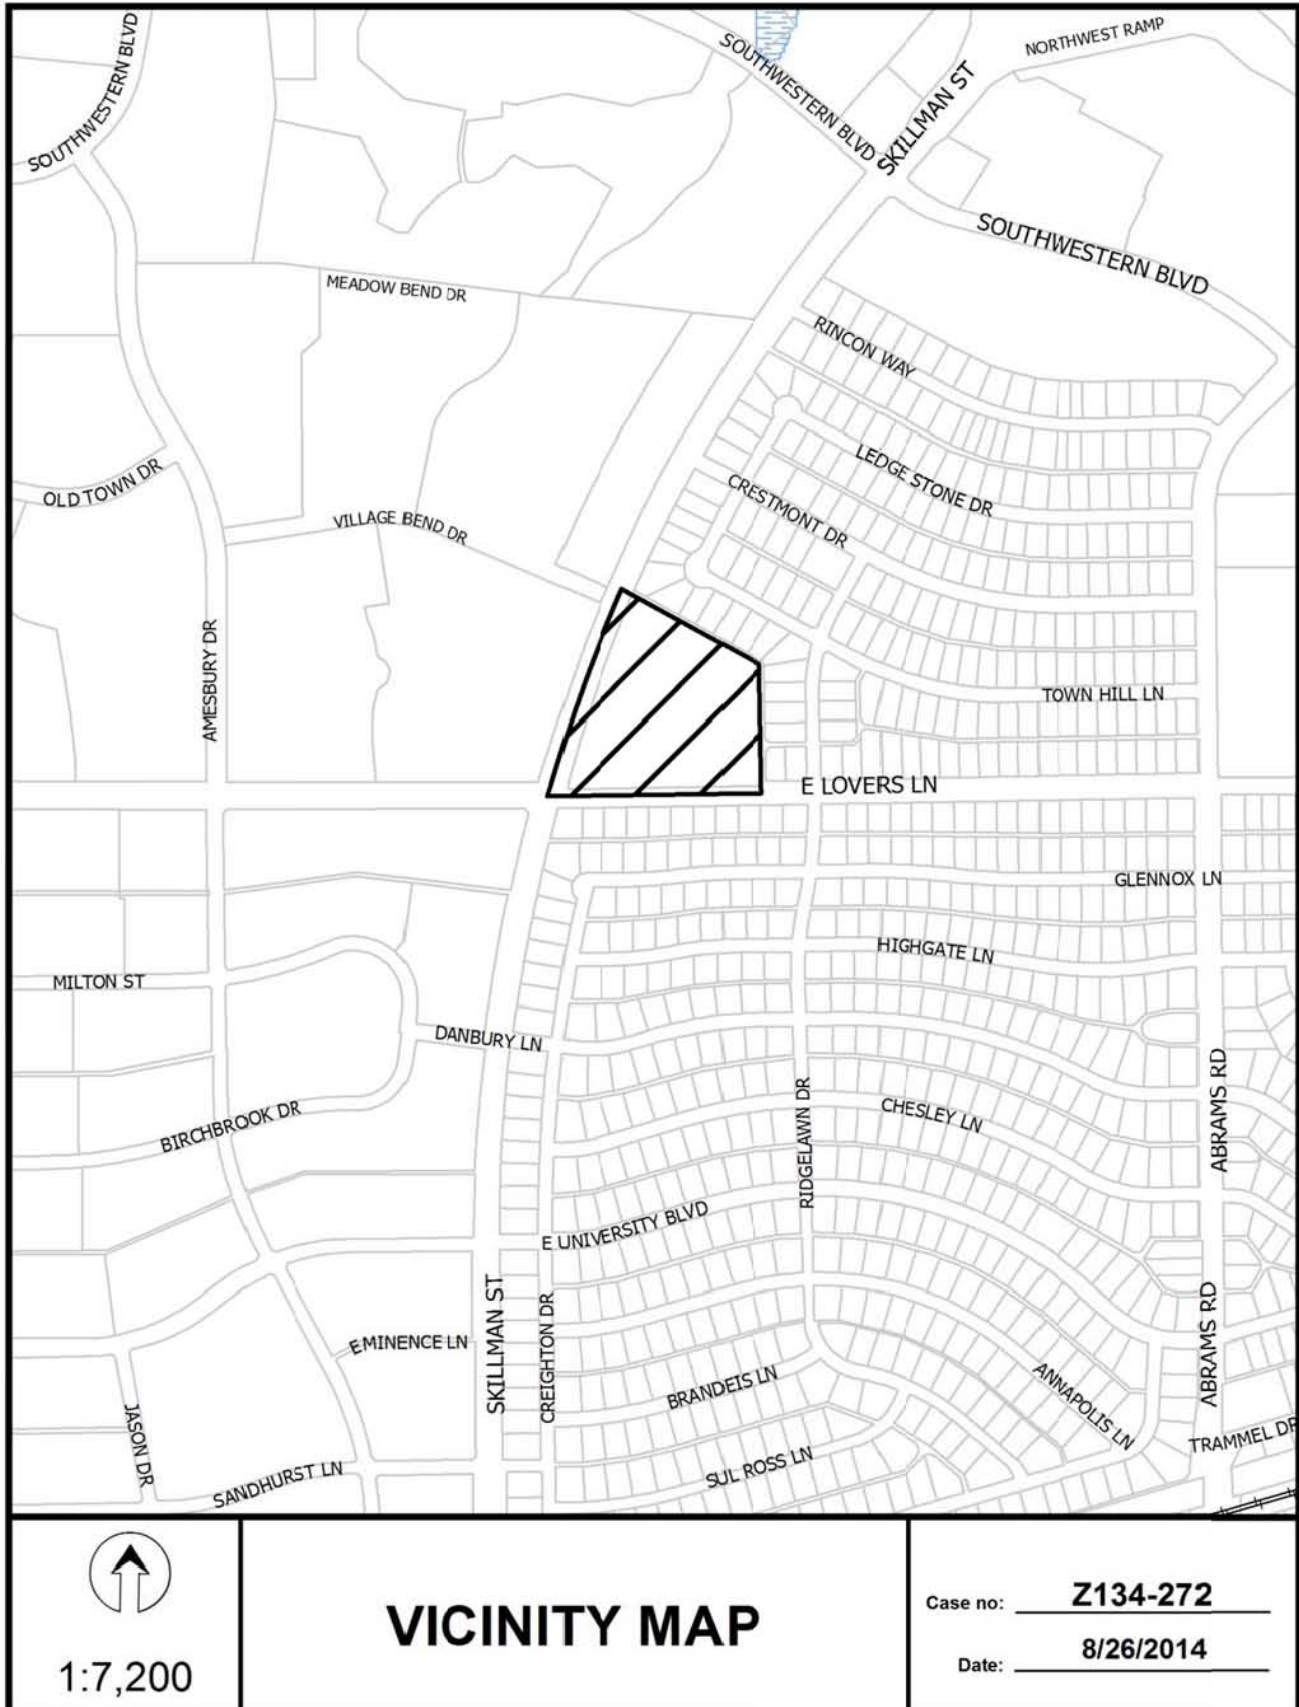 SOUTHWESTERN BLVD
SOUTHWESTERN BLVD
SKILLMAN ST
NORTHWEST RAMP
SOUTHWESTERN BLVD
MEADOW BEND DR
RINCON WAY
LEDGE STONE DR
CRESTMONT DR
OLD TOWN DR
VILLAGE BEND DR
AMESBURY DR
TOWN HILL LN
E LOVERS LN
GLENNOX LN
HIGHGATE LN
MILTON ST
DANBURY LN
ABRAMS RD
CHESLEY LN
BIRCHBROOK DR
RIDGELAWN DR
E UNIVERSITY BLVD
SKILLMAN ST
CREIGHTON DR
EMINENCE LN
ABRAMS RD
BRANDEIS LN
ANNAPOLIS LN
JASON DR
SUL ROSS LN
TRAMMEL DR
SANDHURST LN
1:7,200
VICINITY MAP
Case no: Z134-272
Date: 8/26/2014